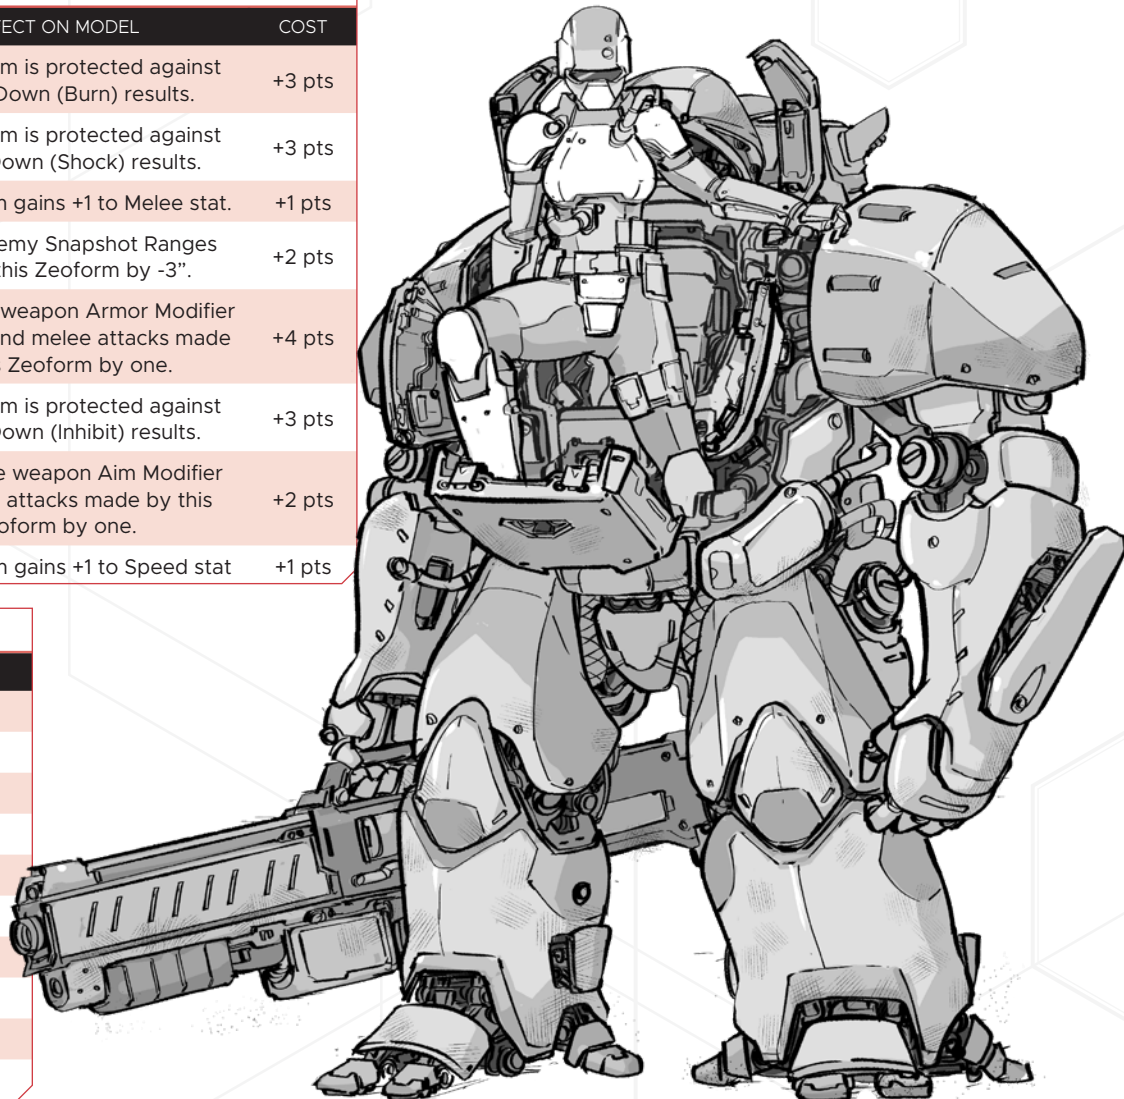 ECT ON MODEL COST
m is protected against
Down (Burn) results. +3 pts
m is protected against
own (Shock) results. +3 pts
n gains +1 to Melee stat. +1 pts
emy Snapshot Ranges
this Zeoform by -3”. +2 pts
weapon Armor Modifier
nd melee attacks made
s Zeoform by one. +4 pts
m is protected against
Down (Inhibit) results. +3 pts
e weapon Aim Modifier
attacks made by this
oform by one. +2 pts
n gains +1 to Speed stat +1 pts